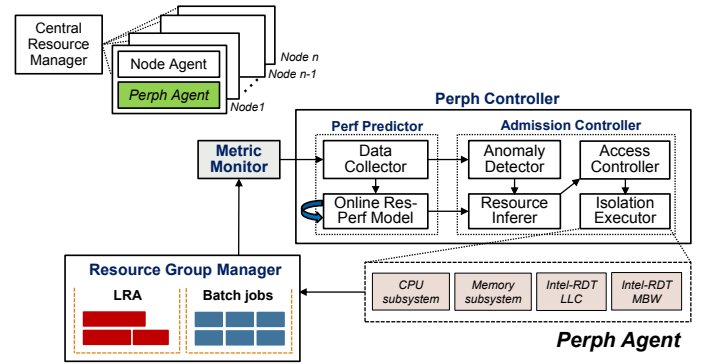 Central
Resource
Manager
Node Agent
Perph Agent
Node1
Node n-1
Node n
Perph Controller
Perf Predictor
Admission Controller
Metric
Monitor
Data
Collector
Online Res-
Perf Model
Anomaly
Detector
Resource
Inferer
Access
Controller
Isolation
Executor
Resource Group Manager
LRA
Batch jobs
CPU
subsystem
Memory
subsystem
Intel-RDT
LLC
Intel-RDT
MBW
Perph Agent